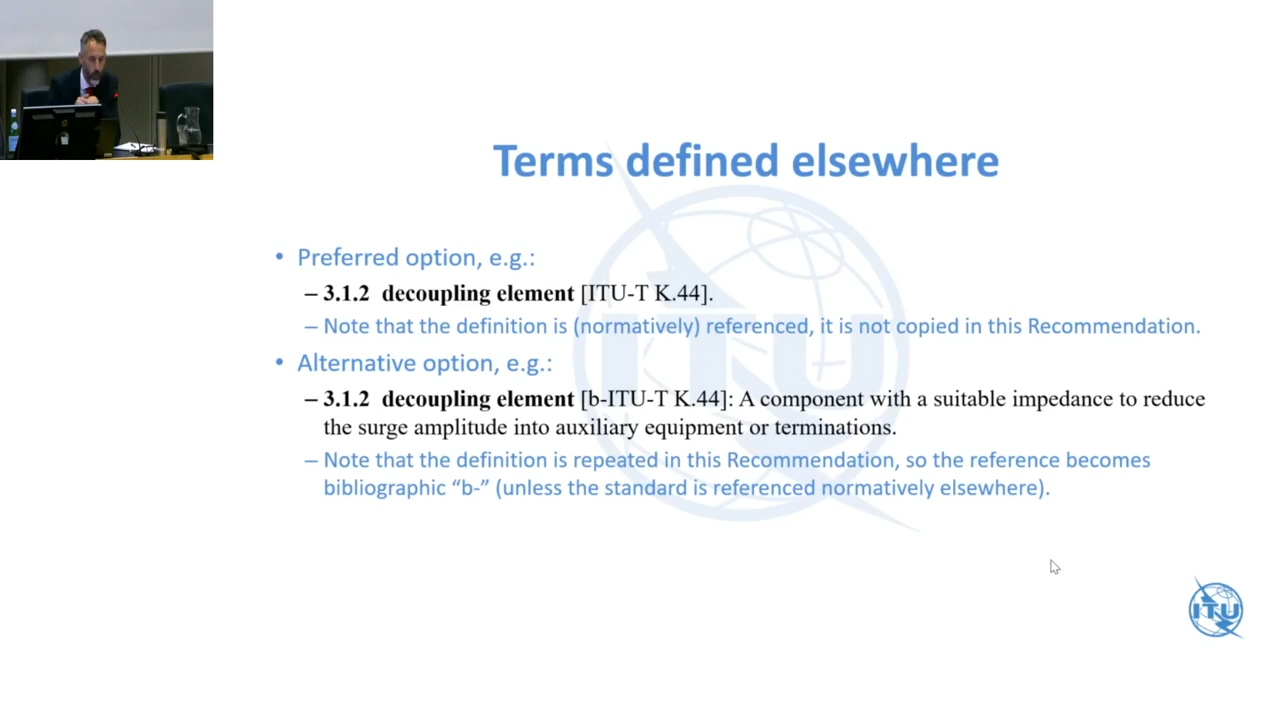 Terms defined elsewhere
• Preferred option, e.g.:
– 3.1.2 decoupling element [ITU-T K.44].
– Note that the definition is (normatively) referenced, it is not copied in this Recommendation.
• Alternative option, e.g.:
– 3.1.2 decoupling element [b-ITU-T K.44]: A component with a suitable impedance to reduce
the surge amplitude into auxiliary equipment or terminations.
– Note that the definition is repeated in this Recommendation, so the reference becomes
bibliographic “b-” (unless the standard is referenced normatively elsewhere).
ITU
ITU